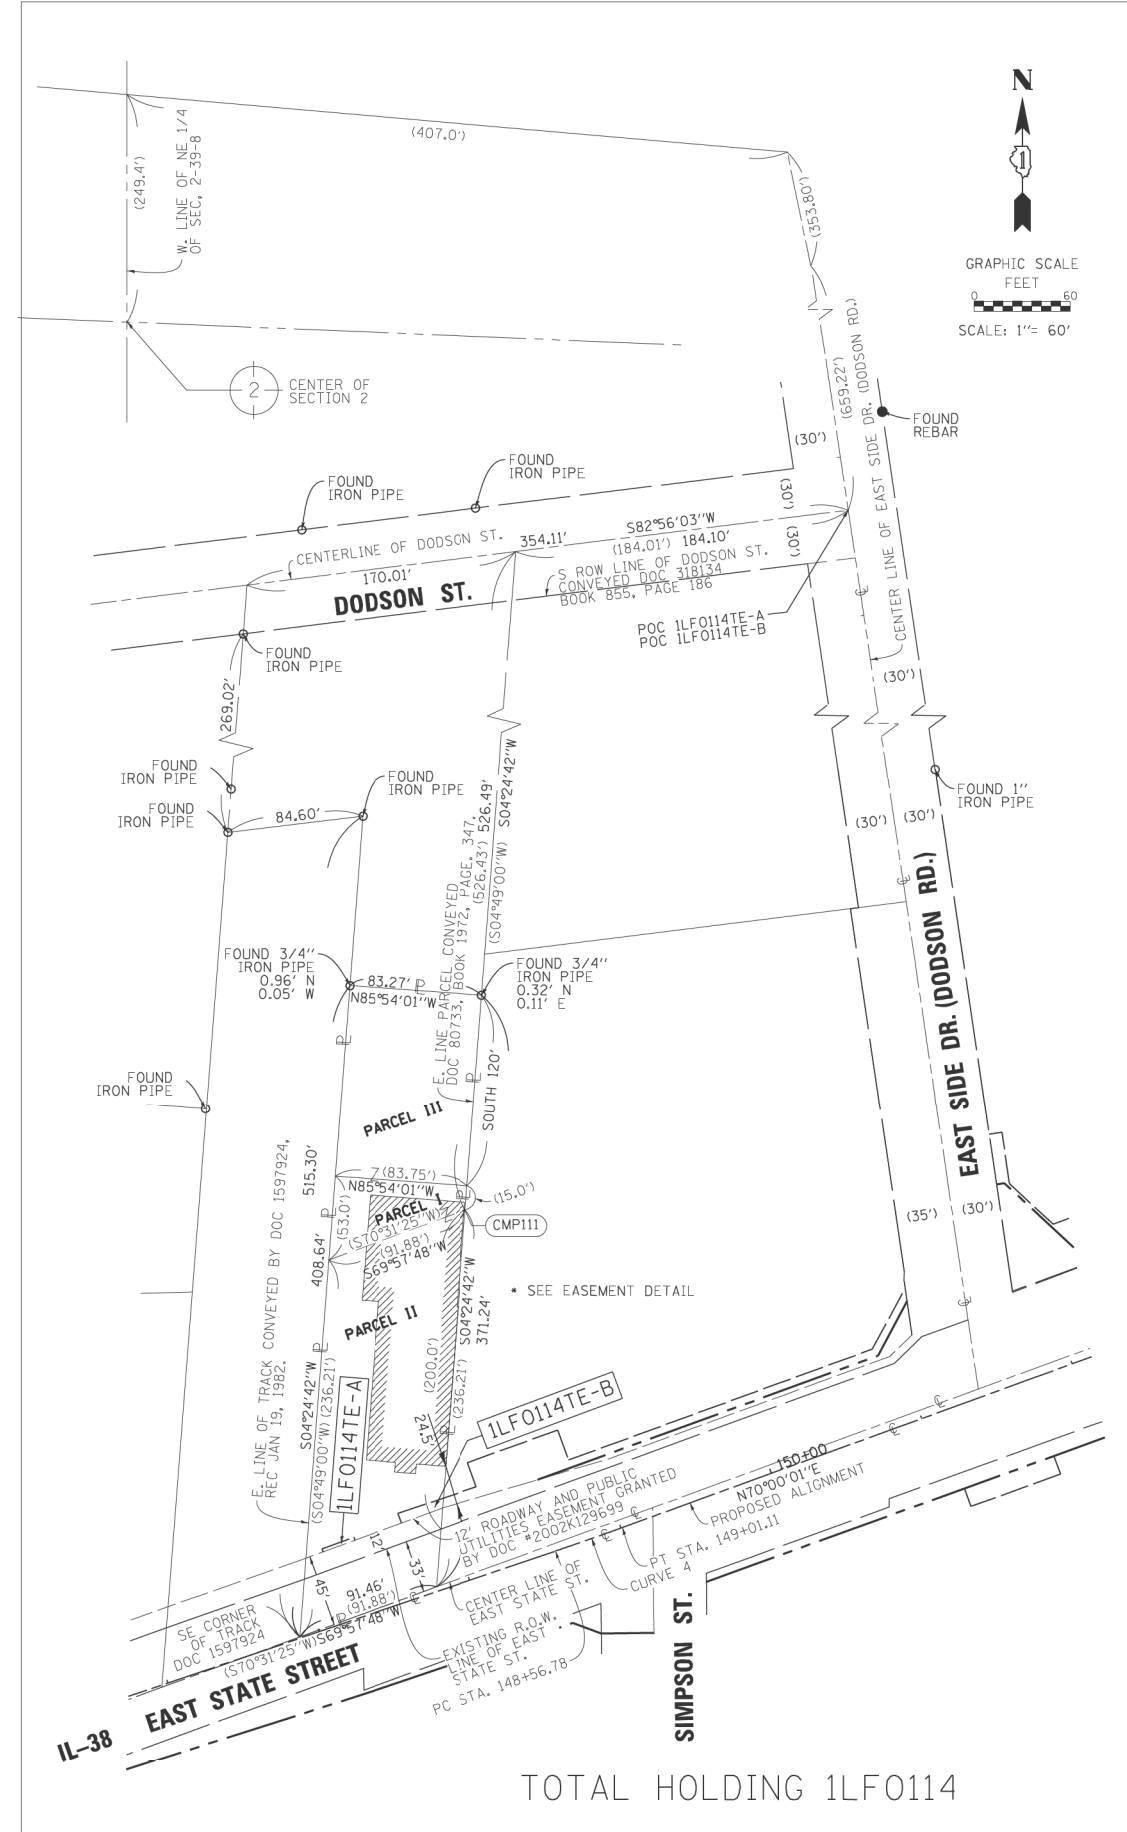 N
1
GRAPHIC SCALE
FEET
0 60
SCALE: 1"= 60'
(407.0')
(249.4')
W. LINE OF NE 1/4
OF SEC, 2-39-8
(353.80')
2
CENTER OF
SECTION 2
(659.22')
CENTER LINE OF EAST SIDE DR. (DODSON RD.)
FOUND
REBAR
(30')
(30')
(30')
FOUND
IRON PIPE
FOUND
IRON PIPE
CENTERLINE OF DODSON ST.
354.11'
S82°56'03"W
(184.01') 184.10'
170.01'
DODSON ST.
S ROW LINE OF DODSON ST.
CONVEYED DOC 318134
BOOK 855, PAGE 186
POC 1LF0114TE-A
POC 1LF0114TE-B
FOUND
IRON PIPE
(30')
269.02'
FOUND
IRON PIPE
FOUND
IRON PIPE
84.60'
FOUND
IRON PIPE
FOUND 1"
IRON PIPE
(30')
(30')
E. LINE PARCEL CONVEYED
DOC 80733, BOOK 1972, PAGE. 347.
(526.43') 526.49'
(S04°49'00"W) S04°24'42"W
FOUND 3/4"
IRON PIPE
0.96' N
0.05' W
83.27'
N85°54'01"W
FOUND 3/4"
IRON PIPE
0.32' N
0.11' E
SOUTH 120'
FOUND
IRON PIPE
EAST SIDE DR. (DODSON RD.)
PARCEL III
E. LINE OF TRACK CONVEYED BY DOC 1597924,
REC JAN 19, 1982.
515.30'
408.64'
7(83.75')
N85°54'01"W
(53.0')
PARCEL I
(S70°31'25"W)
(91.88')
S69°57'48"W
(15.0')
CMP111
(35')
(30')
* SEE EASEMENT DETAIL
PARCEL II
S04°24'42"W
371.24'
(200.0')
(236.21')
24.5'
S04°24'42"W
(S04°49'00"W) (236.21')
1LF0114TE-A
1LF0114TE-B
12' ROADWAY AND PUBLIC
UTILITIES EASEMENT GRANTED
BY DOC #2002K129699
150+00
N70°00'01"E
PROPOSED ALIGNMENT
PT STA. 149+01.11
CURVE 4
CENTER LINE OF
EAST STATE ST.
EXISTING R.O.W.
LINE OF EAST
STATE ST.
PC STA. 148+56.78
12'
33'
45'
91.46'
(91.88')
(S70°31'25"W) S69°57'48"W
SE CORNER
OF TRACK
DOC 1597924
EAST STATE STREET
IL-38
SIMPSON ST.
TOTAL HOLDING 1LF0114